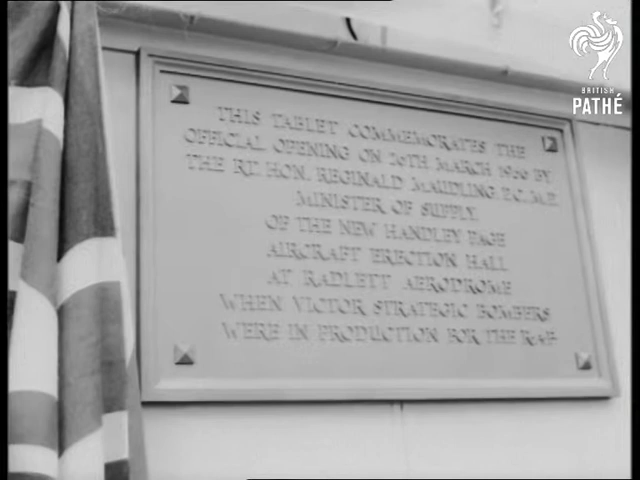 THIS TABLET COMMEMORATES THE
OFFICIAL OPENING ON 26TH MARCH 1956 BY
THE RT. HON. REGINALD MAUDLING P.C. M.P.
MINISTER OF SUPPLY.
OF THE NEW HANDLEY PAGE
AIRCRAFT ERECTION HALL
AT RADLETT AERODROME
WHEN VICTOR STRATEGIC BOMBERS
WERE IN PRODUCTION FOR THE R·A·F·
BRITISH
PATHÉ